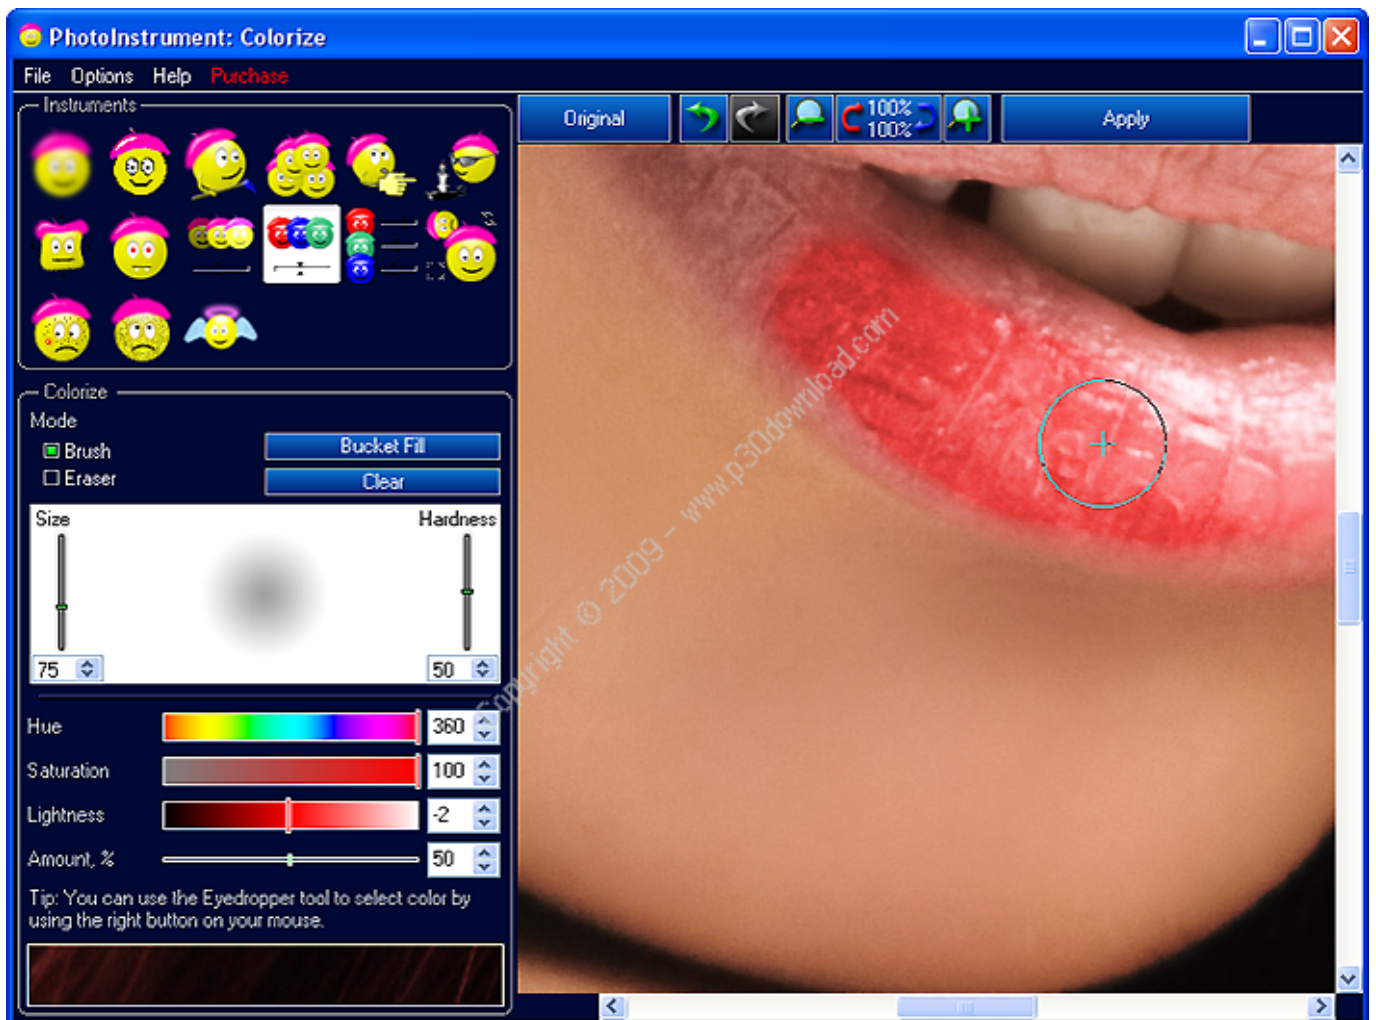 PhotoInstrument: Colorize
File Options Help Purchase
Instruments
Original
100%
100%
Apply
Colorize
Mode
Brush
Bucket Fill
Eraser
Clear
Size
Hardness
75
50
Hue
360
Saturation
100
Lightness
-2
Amount, %
50
Tip: You can use the Eyedropper tool to select color by
using the right button on your mouse.
Copyright © 2009 - www.p30download.com